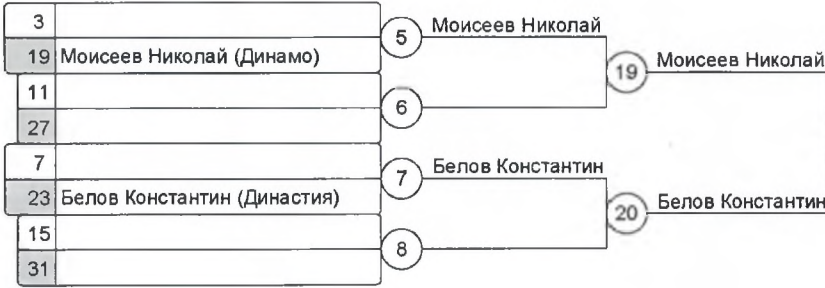 3
19 Моисеев Николай (Динамо)
5 Моисеев Николай
19 Моисеев Николай
11
27
6
7
23 Белов Константин (Династия)
7 Белов Константин
20 Белов Константин
15
31
8